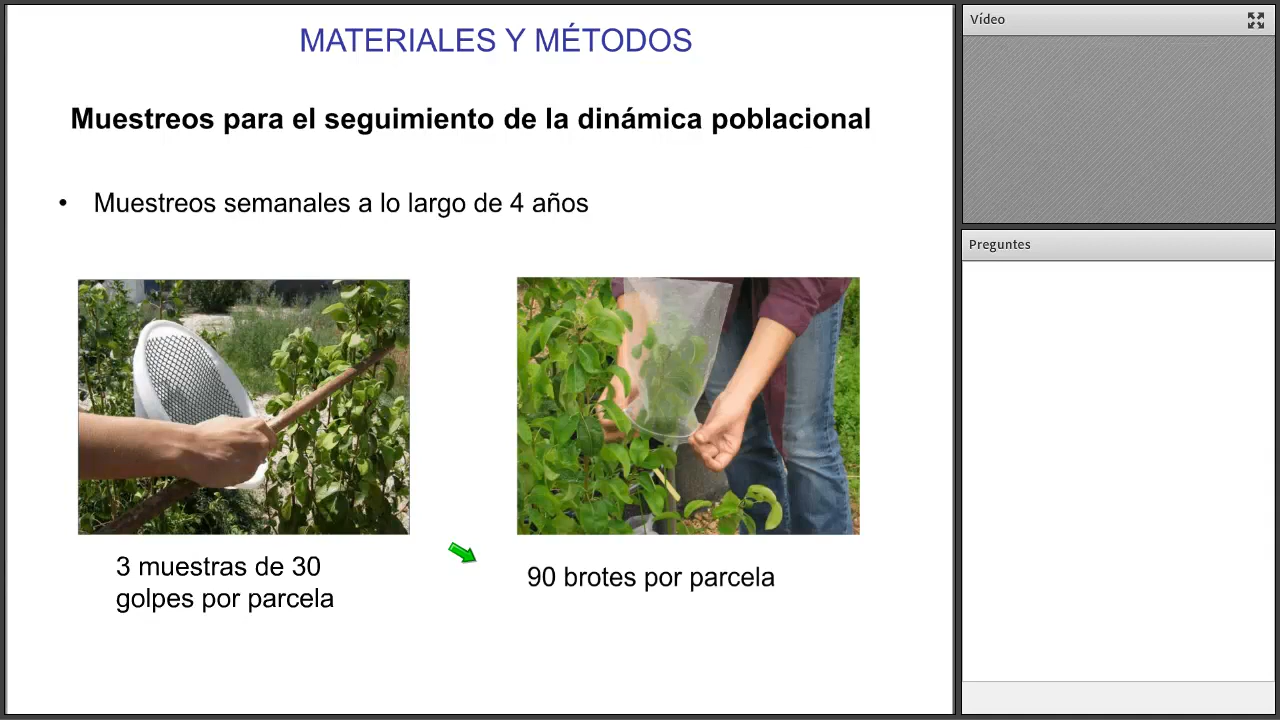 MATERIALES Y MÉTODOS
Muestreos para el seguimiento de la dinámica poblacional
• Muestreos semanales a lo largo de 4 años
3 muestras de 30
golpes por parcela
90 brotes por parcela
Vídeo
Preguntes